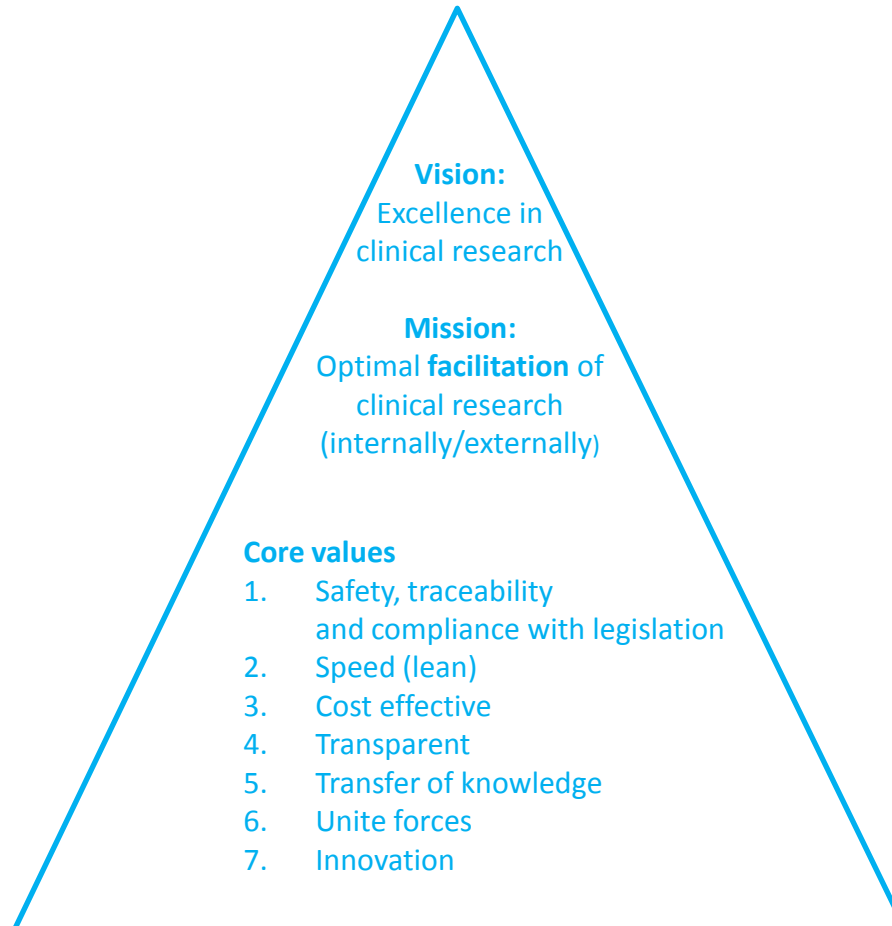 Vision:
Excellence in
clinical research
Mission:
Optimal facilitation of
clinical research
(internally/externally)
Core values
1. Safety, traceability
and compliance with legislation
2. Speed (lean)
3. Cost effective
4. Transparent
5. Transfer of knowledge
6. Unite forces
7. Innovation